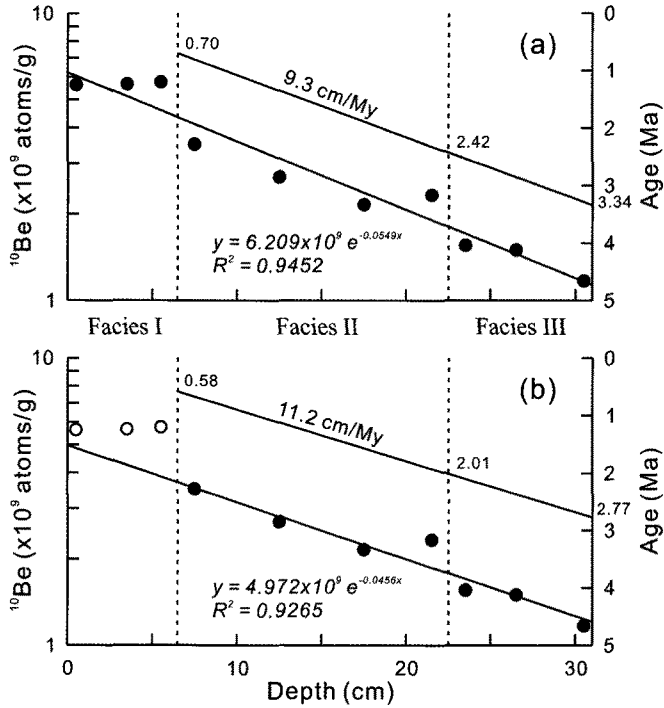 10
0
0.70
(a)
1
9.3 cm/My
2
2.42
¹⁰Be (x10⁹ atoms/g)
Age (Ma)
3
3.34
4
y = 6.209x10⁹ e^-0.0549x
R² = 0.9452
1
5
Facies I
Facies II
Facies III
10
0
0.58
(b)
1
11.2 cm/My
2
2.01
¹⁰Be (x10⁹ atoms/g)
Age (Ma)
2.77
3
4
y = 4.972x10⁹ e^-0.0456x
R² = 0.9265
1
5
0
10
20
30
Depth (cm)